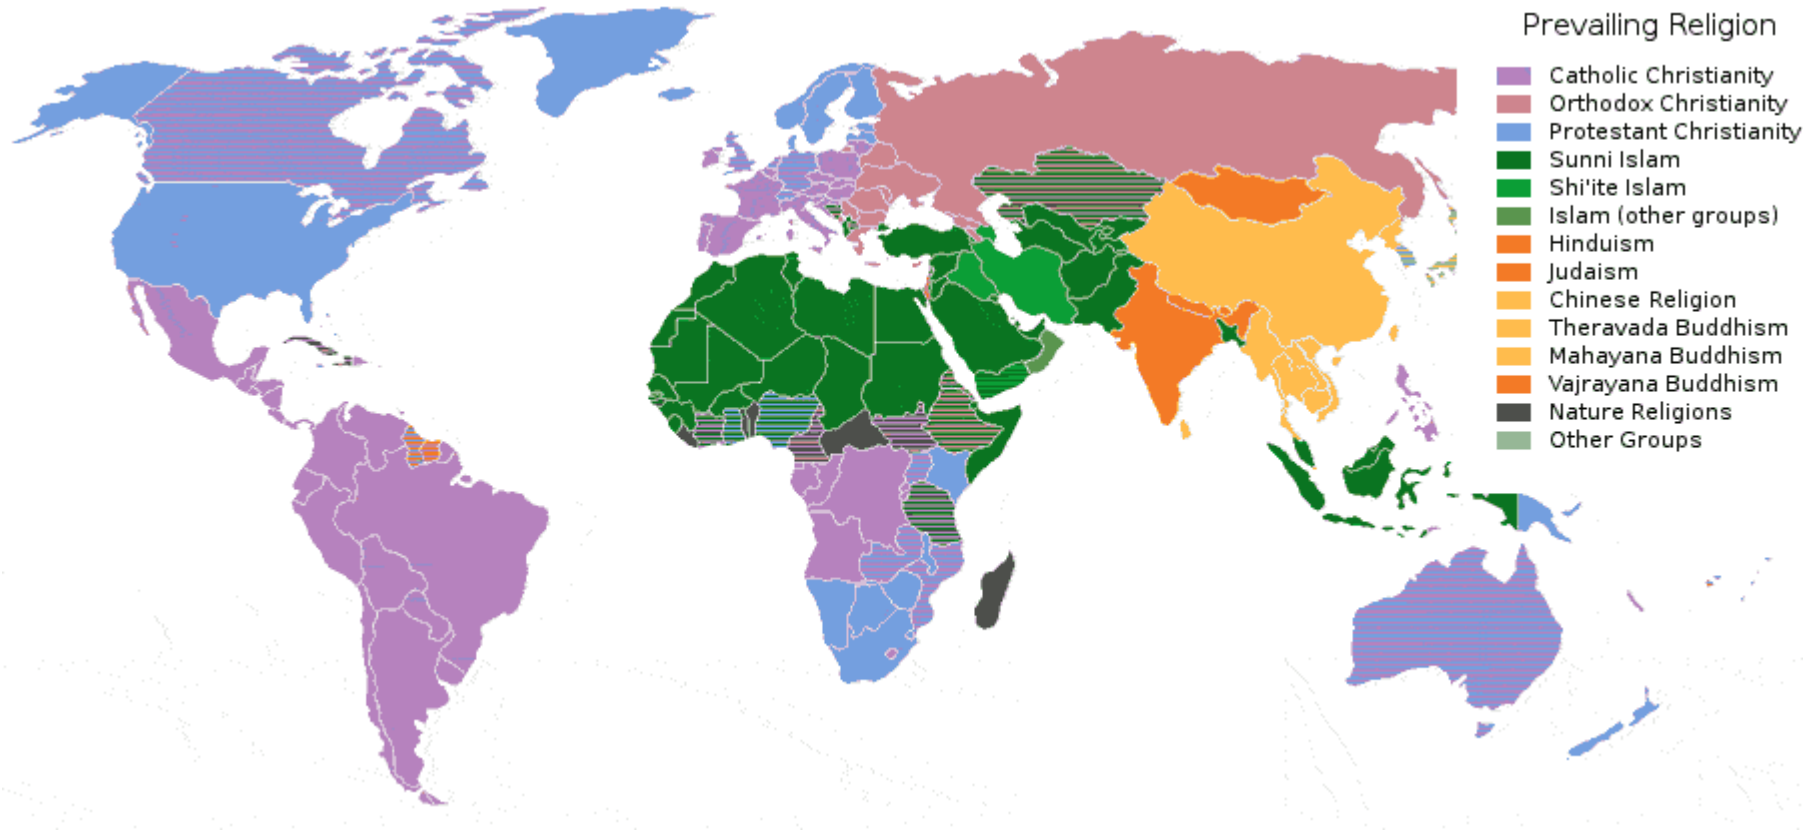 Prevailing Religion
Catholic Christianity
Orthodox Christianity
Protestant Christianity
Sunni Islam
Shi'ite Islam
Islam (other groups)
Hinduism
Judaism
Chinese Religion
Theravada Buddhism
Mahayana Buddhism
Vajrayana Buddhism
Nature Religions
Other Groups